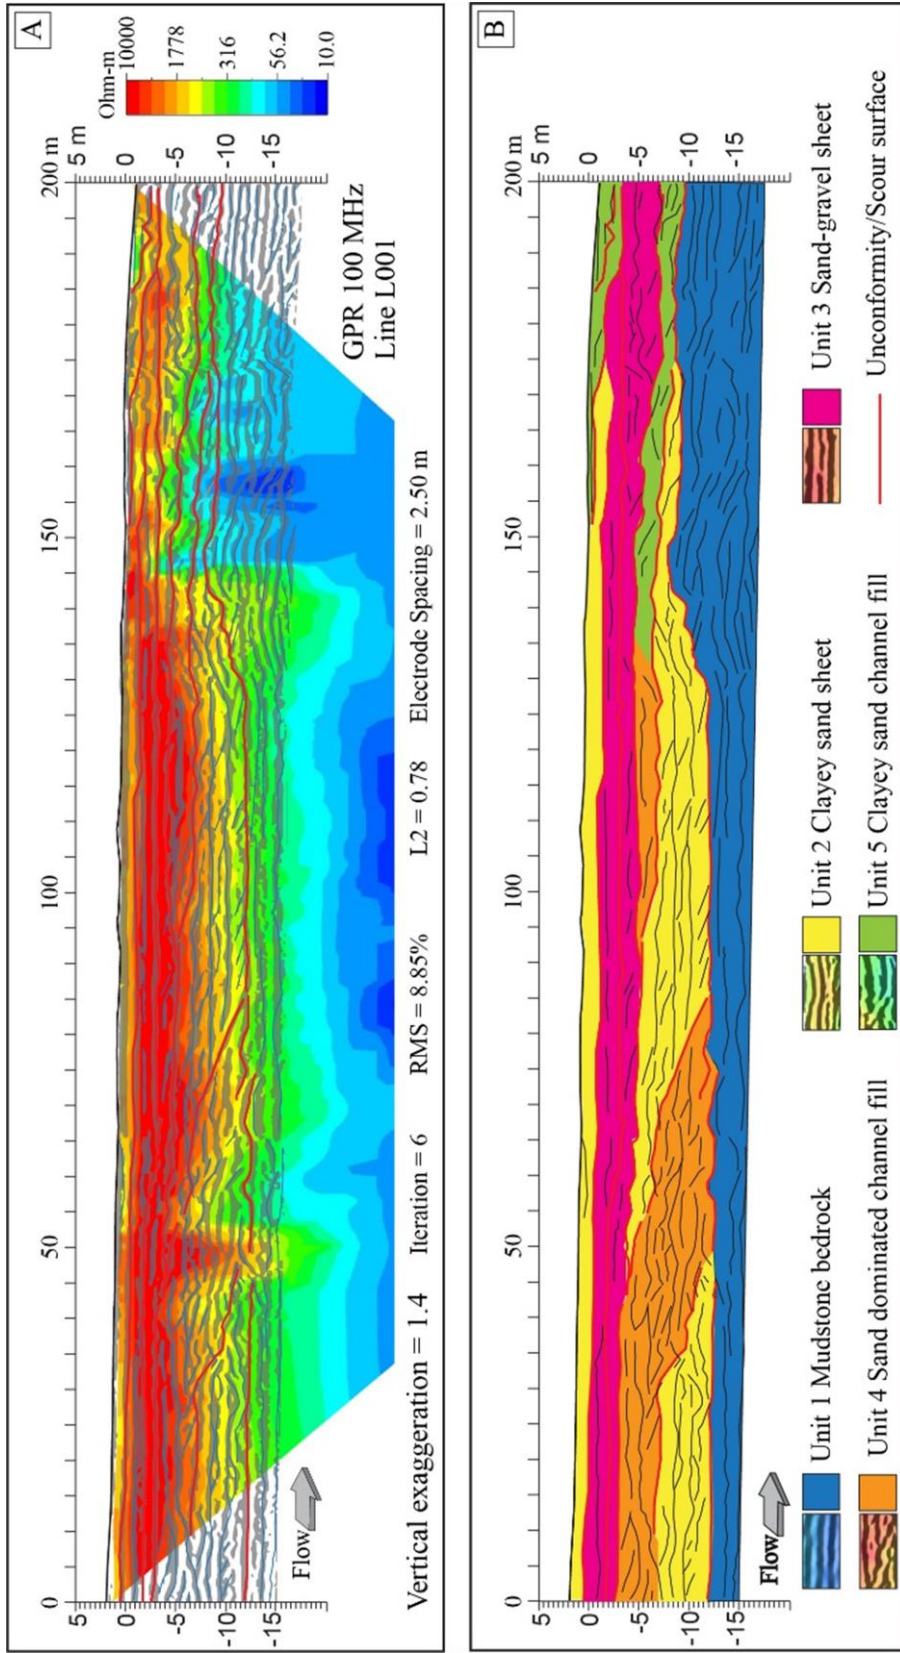 A
0
50
100
150
200 m
5
0
-5
-10
-15
5 m
0
-5
-10
-15
Ohm-m
10000
1778
316
56.2
10.0
GPR 100 MHz
Line L001
Flow
Vertical exaggeration = 1.4 Iteration = 6 RMS = 8.85% L2 = 0.78 Electrode Spacing = 2.50 m
B
0
50
100
150
200 m
5
0
-5
-10
-15
5 m
0
-5
-10
-15
Flow
Unit 1 Mudstone bedrock
Unit 2 Clayey sand sheet
Unit 3 Sand-gravel sheet
Unit 4 Sand dominated channel fill
Unit 5 Clayey sand channel fill
Unconformity/Scour surface